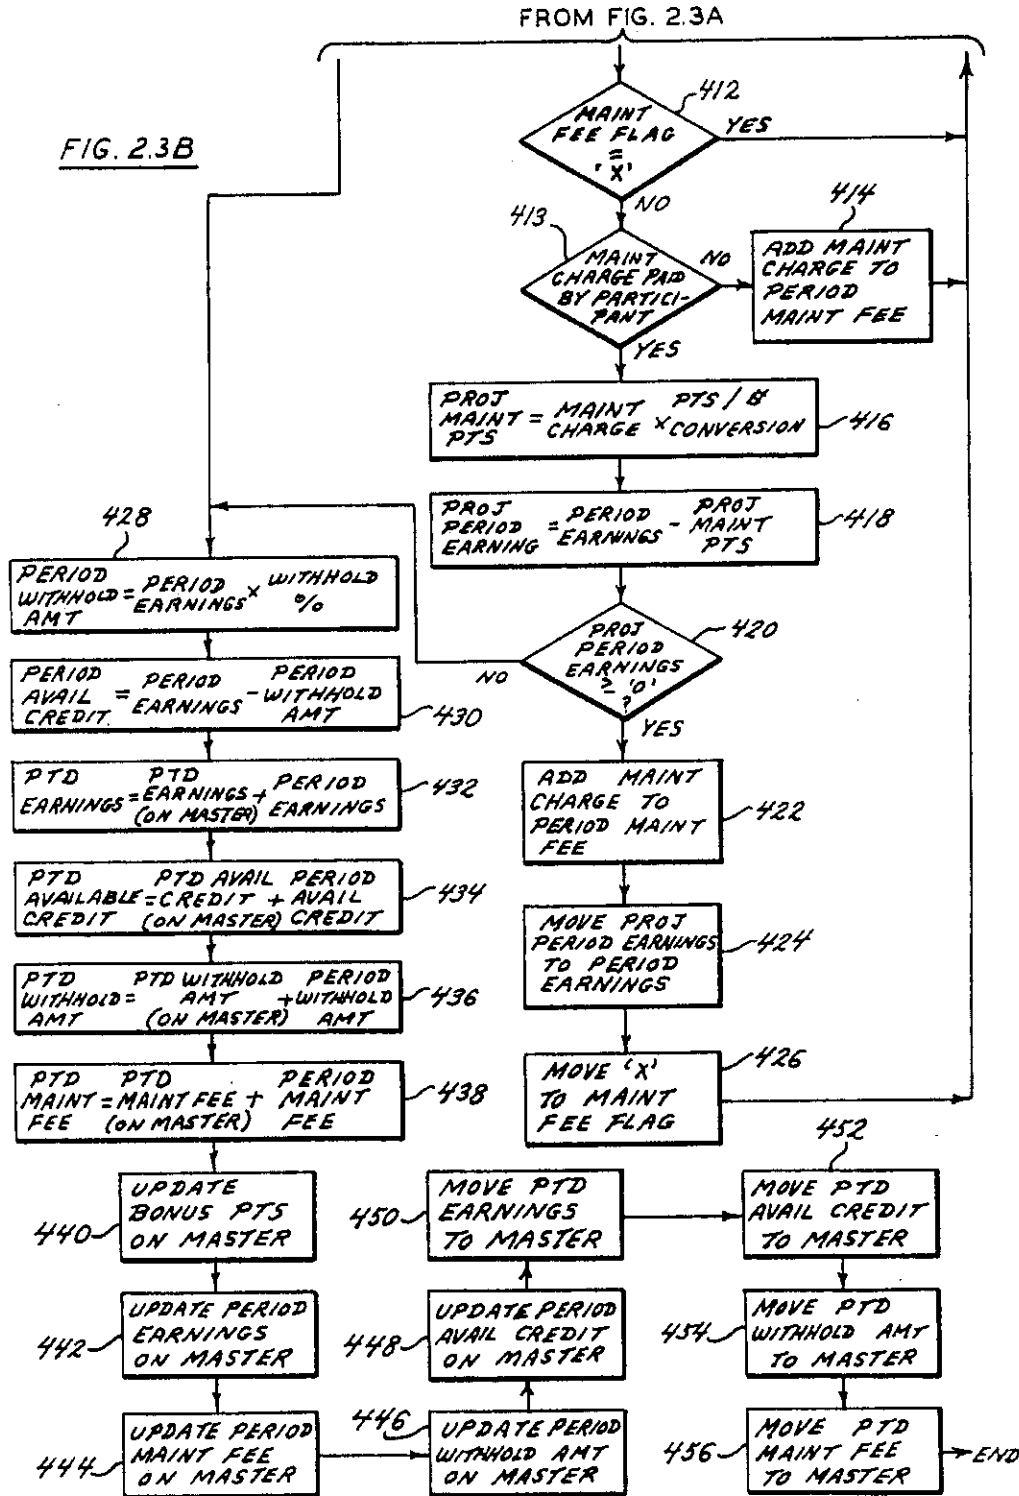 FROM FIG. 2.3A
FIG. 2.3B
412
MAINT
FEE FLAG
=
'X'
YES
NO
413
MAINT
CHARGE PAID
BY PARTICI-
PANT
NO
YES
414
ADD MAINT
CHARGE TO
PERIOD
MAINT FEE
PROJ
MAINT = MAINT CHARGE × PTS / $ CONVERSION
PTS
416
PROJ
PERIOD = PERIOD EARNINGS - PROJ MAINT PTS
EARNING
418
PROJ
PERIOD
EARNINGS
≥ '0'
?
420
NO
YES
ADD MAINT
CHARGE TO
PERIOD MAINT
FEE
422
MOVE PROJ
PERIOD EARNINGS
TO PERIOD
EARNINGS
424
MOVE 'X'
TO MAINT
FEE FLAG
426
428
PERIOD
WITHHOLD = PERIOD EARNINGS × WITHHOLD %
AMT
PERIOD
AVAIL = PERIOD EARNINGS - PERIOD WITHHOLD AMT
CREDIT
430
PTD
EARNINGS = PTD EARNINGS (ON MASTER) + PERIOD EARNINGS
432
PTD
AVAILABLE = PTD AVAIL CREDIT (ON MASTER) + PERIOD AVAIL CREDIT
CREDIT
434
PTD
WITHHOLD = PTD WITHHOLD AMT (ON MASTER) + PERIOD WITHHOLD AMT
AMT
436
PTD
MAINT = PTD MAINT FEE (ON MASTER) + PERIOD MAINT FEE
FEE
438
440
UPDATE
BONUS PTS
ON MASTER
442
UPDATE PERIOD
EARNINGS
ON MASTER
444
UPDATE PERIOD
MAINT FEE
ON MASTER
446
UPDATE PERIOD
WITHHOLD AMT
ON MASTER
448
UPDATE PERIOD
AVAIL CREDIT
ON MASTER
450
MOVE PTD
EARNINGS
TO MASTER
452
MOVE PTD
AVAIL CREDIT
TO MASTER
454
MOVE PTD
WITHHOLD AMT
TO MASTER
456
MOVE PTD
MAINT FEE
TO MASTER
END